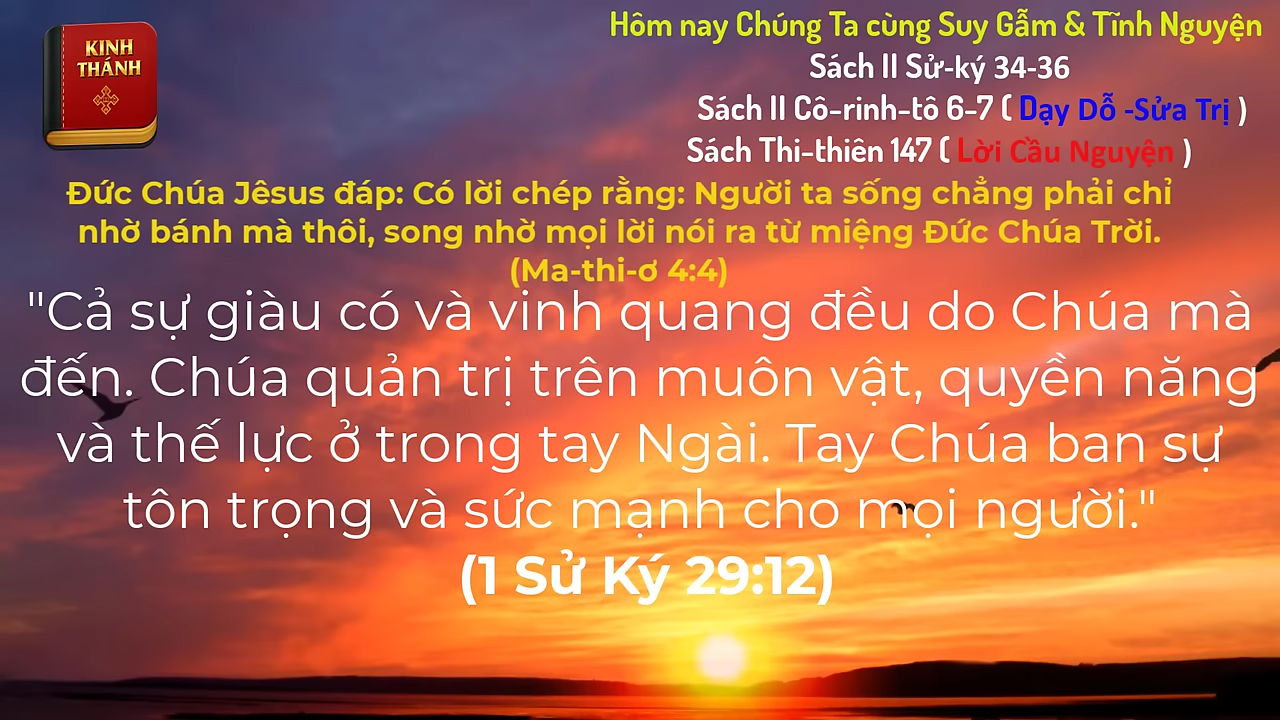 KINH
THÁNH
Hôm nay Chúng Ta cùng Suy Gẫm & Tĩnh Nguyện
Sách II Sử-ký 34-36
Sách II Cô-rinh-tô 6-7 ( Dạy Dỗ -Sửa Trị )
Sách Thi-thiên 147 ( Lời Cầu Nguyện )
Đức Chúa Jêsus đáp: Có lời chép rằng: Người ta sống chẳng phải chỉ
nhờ bánh mà thôi, song nhờ mọi lời nói ra từ miệng Đức Chúa Trời.
(Ma-thi-ơ 4:4)
"Cả sự giàu có và vinh quang đều do Chúa mà
đến. Chúa quản trị trên muôn vật, quyền năng
và thế lực ở trong tay Ngài. Tay Chúa ban sự
tôn trọng và sức mạnh cho mọi người."
(1 Sử Ký 29:12)